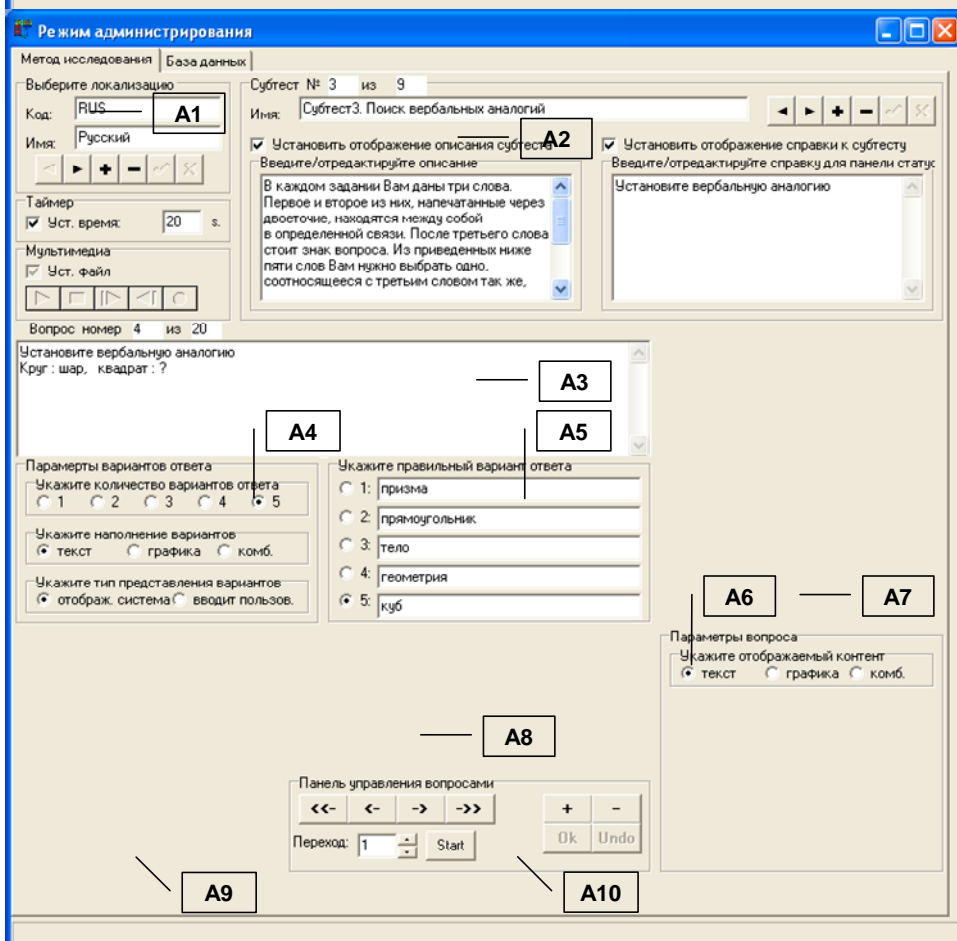 Режим администрирования
Метод исследования База данных
Выберите локализацию
Код: RUS
A1
Имя: Русский
Субтест № 3 из 9
Имя: Субтест3. Поиск вербальных аналогий
A2
Установить отображение описания субтеста
Установить отображение справки к субтесту
Введите/отредактируйте описание
В каждом задании Вам даны три слова.
Первое и второе из них, напечатанные через
двоеточие, находятся между собой
в определенной связи. После третьего слова
стоит знак вопроса. Из приведенных ниже
пяти слов Вам нужно выбрать одно.
соотносящееся с третьим словом так же,
Введите/отредактируйте справку для панели статус
Установите вербальную аналогию
Таймер
Уст. время: 20 s.
Мультимедиа
Уст. файл
Вопрос номер 4 из 20
Установите вербальную аналогию
Круг : шар, квадрат : ?
A3
A4
A5
Парамерты вариантов ответа
Укажите количество вариантов ответа
1 2 3 4 5
Укажите наполнение вариантов
текст графика комб.
Укажите тип представления вариантов
отображ. система вводит пользов.
Укажите правильный вариант ответа
1: призма
2: прямоугольник
3: тело
4: геометрия
5: куб
A6
A7
Параметры вопроса
Укажите отображаемый контент
текст графика комб.
A8
Панель управления вопросами
<<- <- -> ->> + -
Переход: 1 Start Ok Undo
A9
A10